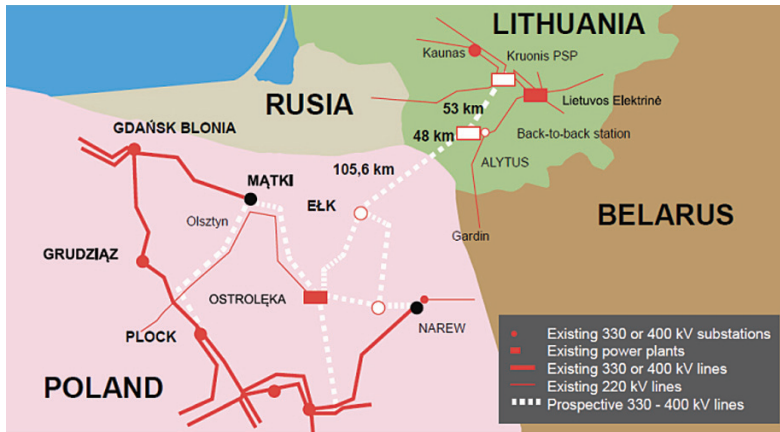 LITHUANIA
Kaunas
Kruonis PSP
RUSIA
53 km
Lietuvos Elektrinė
GDAŃSK BLONIA
48 km
Back-to-back station
ALYTUS
105,6 km
MĄTKI
EŁK
Olsztyn
BELARUS
Gardin
GRUDZIĄZ
OSTROLĘKA
NAREW
PLOCK
POLAND
Existing 330 or 400 kV substations
Existing power plants
Existing 330 or 400 kV lines
Existing 220 kV lines
Prospective 330 - 400 kV lines